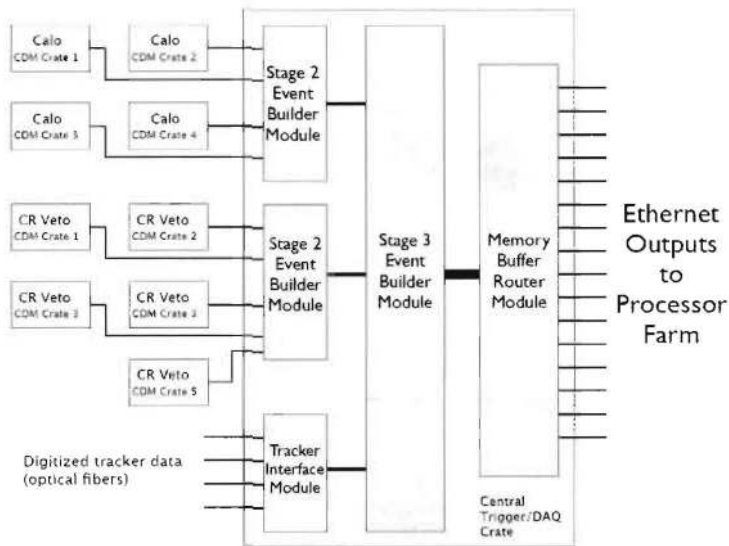 Calo
CDM Crate 1
Calo
CDM Crate 2
Calo
CDM Crate 3
Calo
CDM Crate 4
Stage 2
Event
Builder
Module
CR Veto
CDM Crate 1
CR Veto
CDM Crate 2
CR Veto
CDM Crate 3
CR Veto
CDM Crate 3
CR Veto
CDM Crate 5
Stage 2
Event
Builder
Module
Digitized tracker data
(optical fibers)
Tracker
Interface
Module
Stage 3
Event
Builder
Module
Memory
Buffer
Router
Module
Central
Trigger/DAQ
Crate
Ethernet
Outputs
to
Processor
Farm